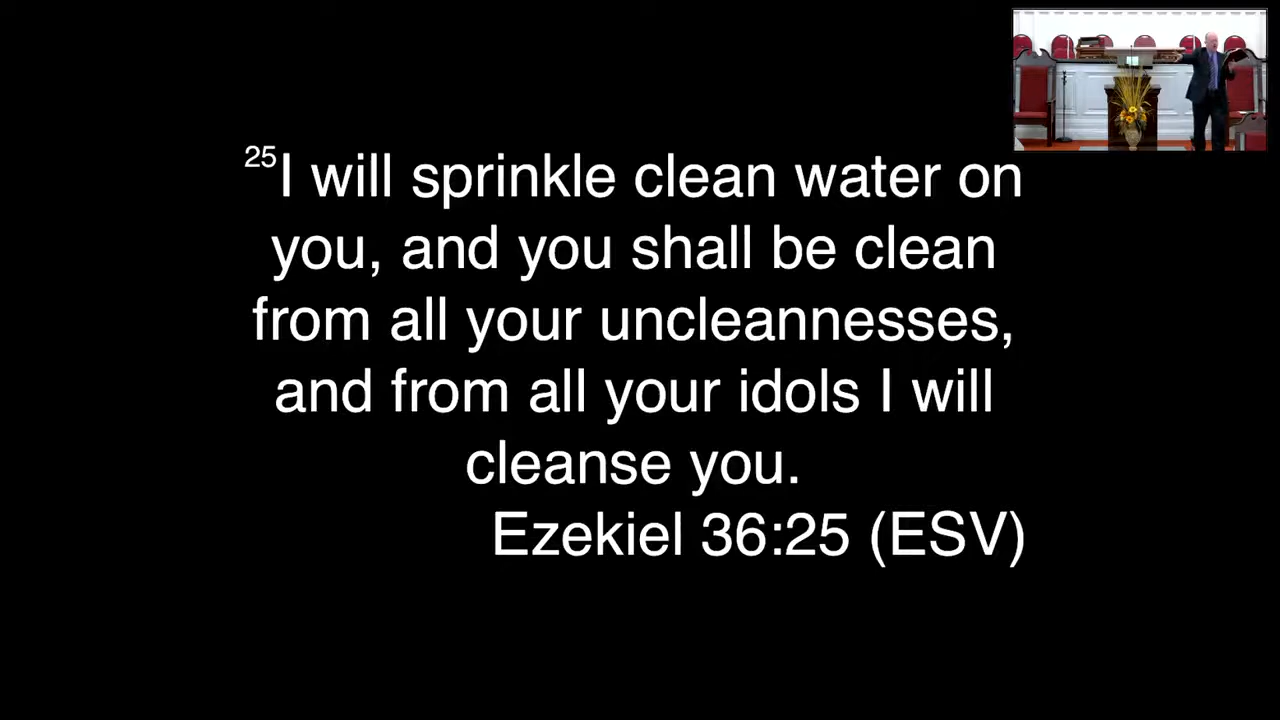 25I will sprinkle clean water on
you, and you shall be clean
from all your uncleannesses,
and from all your idols I will
cleanse you.
Ezekiel 36:25 (ESV)